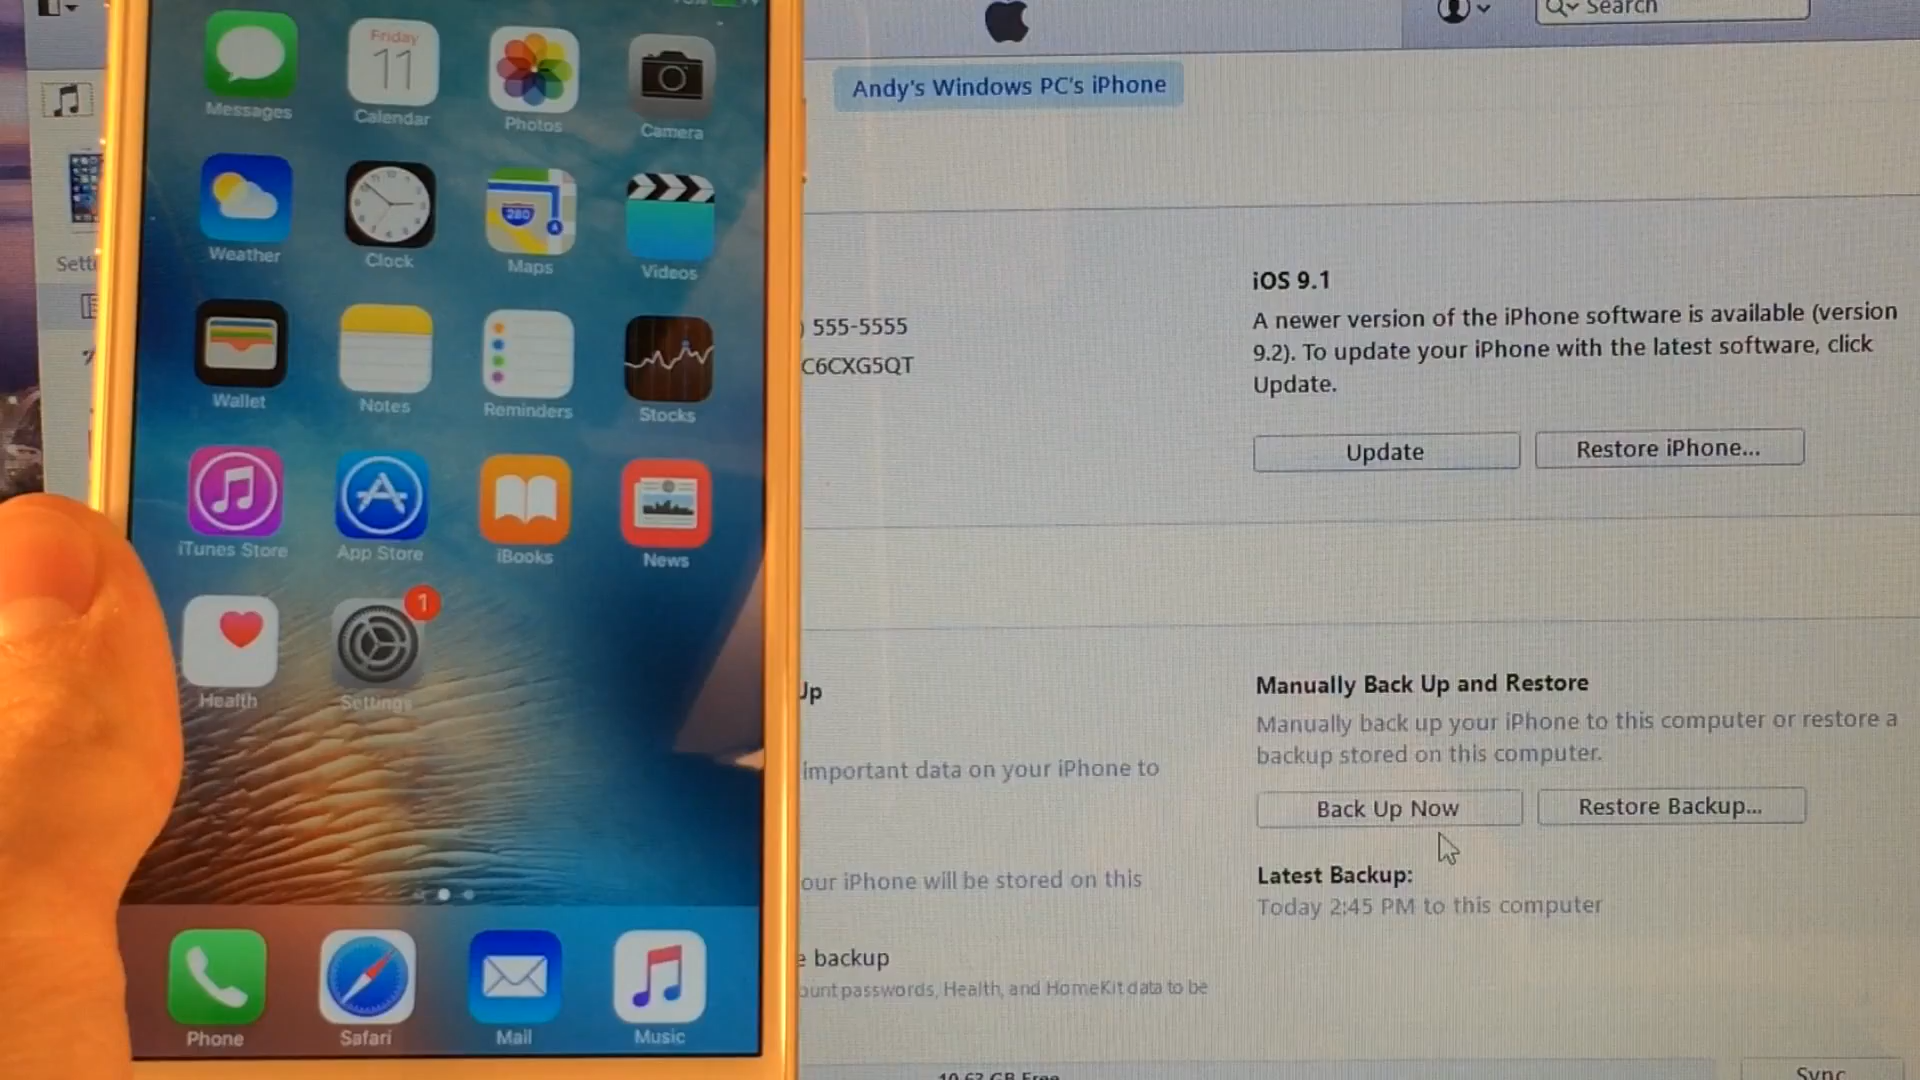 Search
Andy's Windows PC's iPhone
Messages
Friday
11
Calendar
Photos
Camera
Weather
Clock
280
Maps
Videos
Wallet
Notes
Reminders
Stocks
iTunes Store
App Store
iBooks
News
Health
1
Settings
Phone
Safari
Mail
Music
) 555-5555
C6CXG5QT
iOS 9.1
A newer version of the iPhone software is available (version
9.2). To update your iPhone with the latest software, click
Update.
Update
Restore iPhone...
Up
important data on your iPhone to
our iPhone will be stored on this
backup
passwords, Health, and HomeKit data to be
Manually Back Up and Restore
Manually back up your iPhone to this computer or restore a
backup stored on this computer.
Back Up Now
Restore Backup...
Latest Backup:
Today 2:45 PM to this computer
Sync